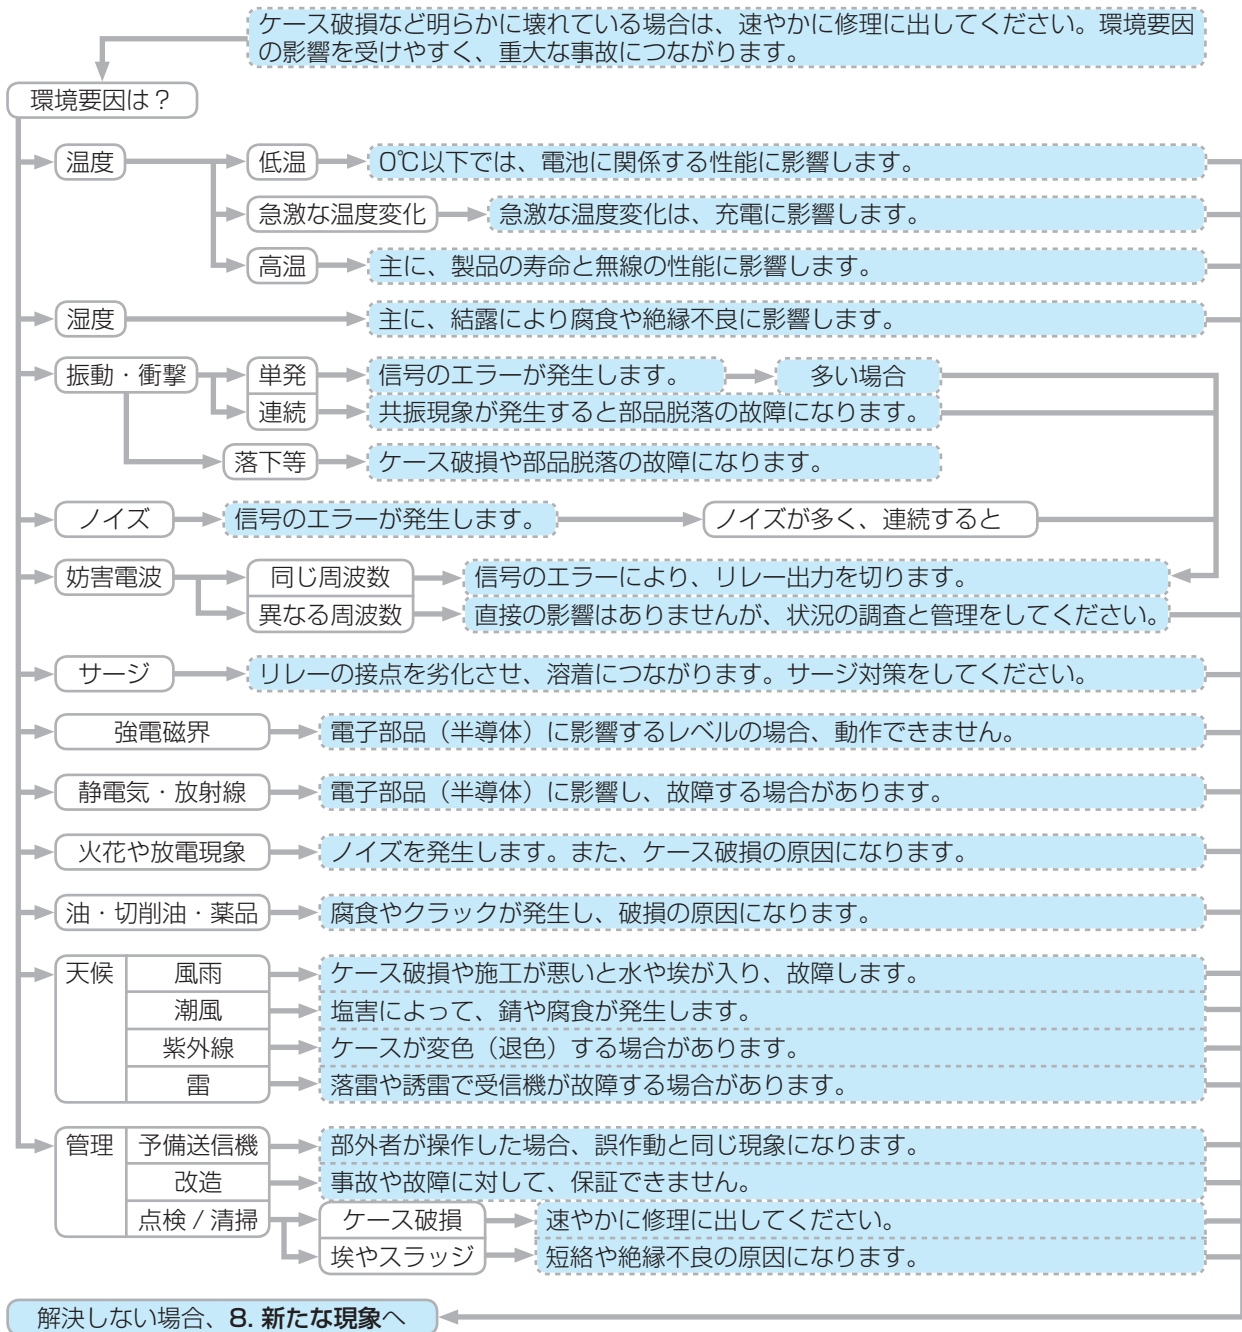 ケース破損など明らかに壊れている場合は、速やかに修理に出してください。環境要因
の影響を受けやすく、重大な事故につながります。
環境要因は？
温度
低温
0℃以下では、電池に関係する性能に影響します。
急激な温度変化
急激な温度変化は、充電に影響します。
高温
主に、製品の寿命と無線の性能に影響します。
湿度
主に、結露により腐食や絶縁不良に影響します。
振動・衝撃
単発
信号のエラーが発生します。
多い場合
連続
共振現象が発生すると部品脱落の故障になります。
落下等
ケース破損や部品脱落の故障になります。
ノイズ
信号のエラーが発生します。
ノイズが多く、連続すると
妨害電波
同じ周波数
信号のエラーにより、リレー出力を切ります。
異なる周波数
直接の影響はありませんが、状況の調査と管理をしてください。
サージ
リレーの接点を劣化させ、溶着につながります。サージ対策をしてください。
強電磁界
電子部品（半導体）に影響するレベルの場合、動作できません。
静電気・放射線
電子部品（半導体）に影響し、故障する場合があります。
火花や放電現象
ノイズを発生します。また、ケース破損の原因になります。
油・切削油・薬品
腐食やクラックが発生し、破損の原因になります。
天候
風雨
ケース破損や施工が悪いと水や埃が入り、故障します。
潮風
塩害によって、錆や腐食が発生します。
紫外線
ケースが変色（退色）する場合があります。
雷
落雷や誘雷で受信機が故障する場合があります。
管理
予備送信機
部外者が操作した場合、誤作動と同じ現象になります。
改造
事故や故障に対して、保証できません。
点検 / 清掃
ケース破損
速やかに修理に出してください。
埃やスラッジ
短絡や絶縁不良の原因になります。
解決しない場合、8. 新たな現象へ